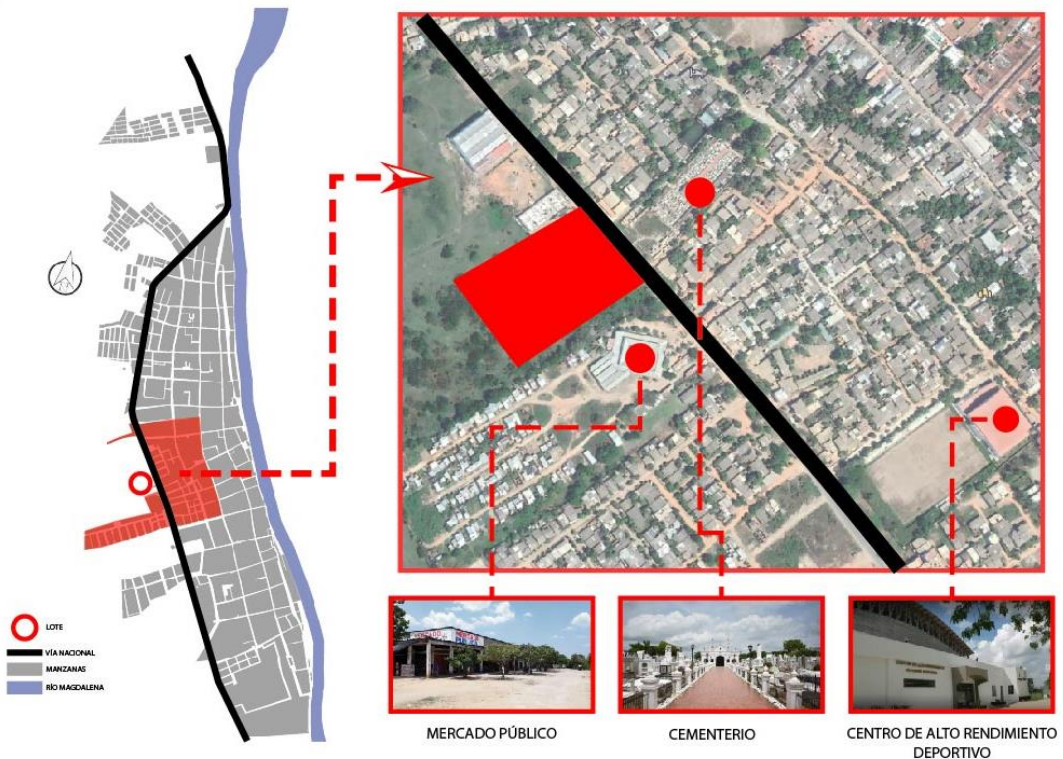 LOTE
VÍA NACIONAL
MANZANAS
RÍO MAGDALENA
MERCADO PÚBLICO
CEMENTERIO
CENTRO DE ALTO RENDIMIENTO
DEPORTIVO